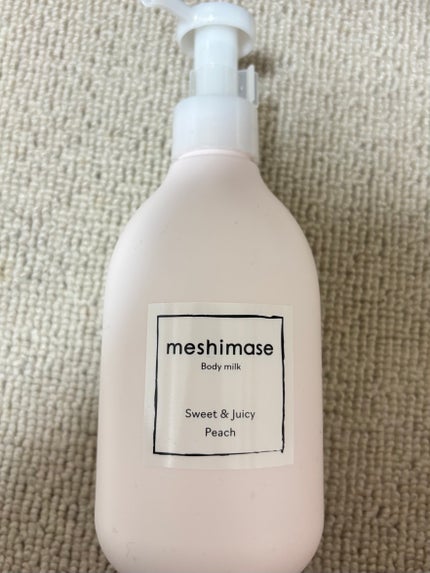 meshimase
Body milk
Sweet & Juicy
Peach